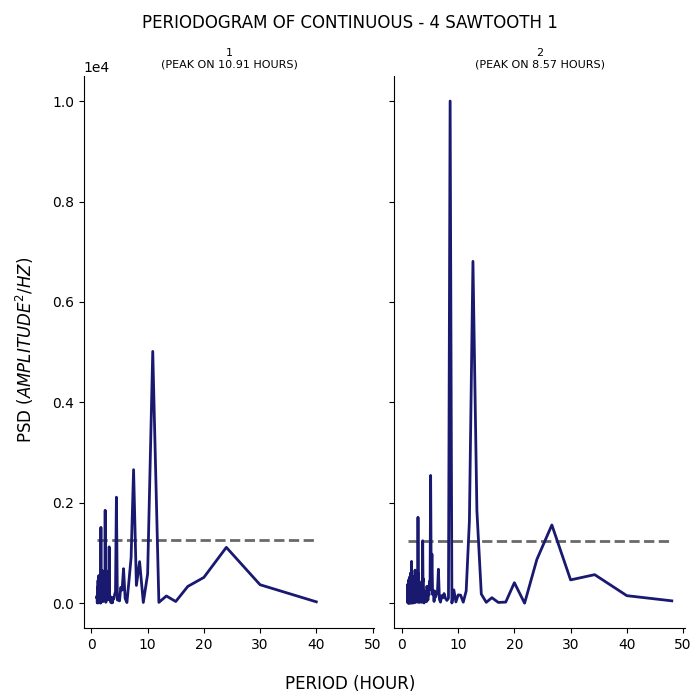 PERIODOGRAM OF CONTINUOUS - 4 SAWTOOTH 1
1
(PEAK ON 10.91 HOURS)
2
(PEAK ON 8.57 HOURS)
1e4
1.0
0.8
0.6
0.4
0.2
0.0
PSD (AMPLITUDE²/HZ)
0 10 20 30 40 50
0 10 20 30 40 50
PERIOD (HOUR)